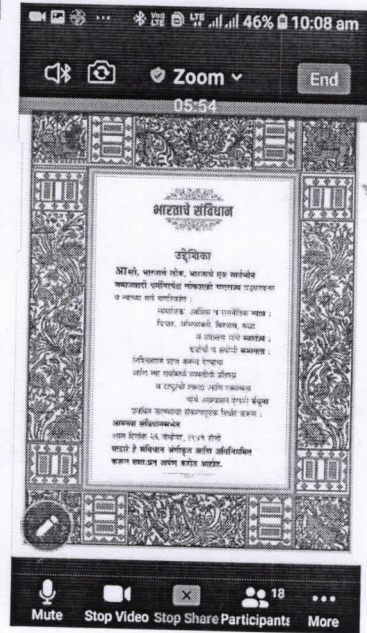 Vo) LTE LTE 46% 10:08 am
Zoom End
05:54
भारताचे संविधान
उद्देशिका
आम्ही, भारताचे लोक, भारताचे एक सार्वभौम
समाजवादी धर्मनिरपेक्ष लोकशाही गणराज्य घडविण्याचा
व त्याच्या सर्व नागरिकांस :
सामाजिक, आर्थिक व राजनैतिक न्याय ;
विचार, अभिव्यक्ती, विश्वास, श्रद्धा
व उपासना यांचे स्वातंत्र्य ;
दर्जाची व संधीची समानता ;
निश्चितपणे प्राप्त करून देण्याचा
आणि त्या सर्वांमध्ये व्यक्तीची प्रतिष्ठा
व राष्ट्राची एकता आणि एकात्मता
यांचे आश्वासन देणारी बंधुता
प्रवर्धित करण्याचा संकल्पपूर्वक निर्धार करून ;
आमच्या संविधानसभेत
आज दिनांक २६ नोव्हेंबर, १९४९ रोजी
याद्वारे हे संविधान अंगीकृत आणि अधिनियमित
करून स्वतःप्रत अर्पण करीत आहोत.
18
Mute Stop Video Stop Share Participants More